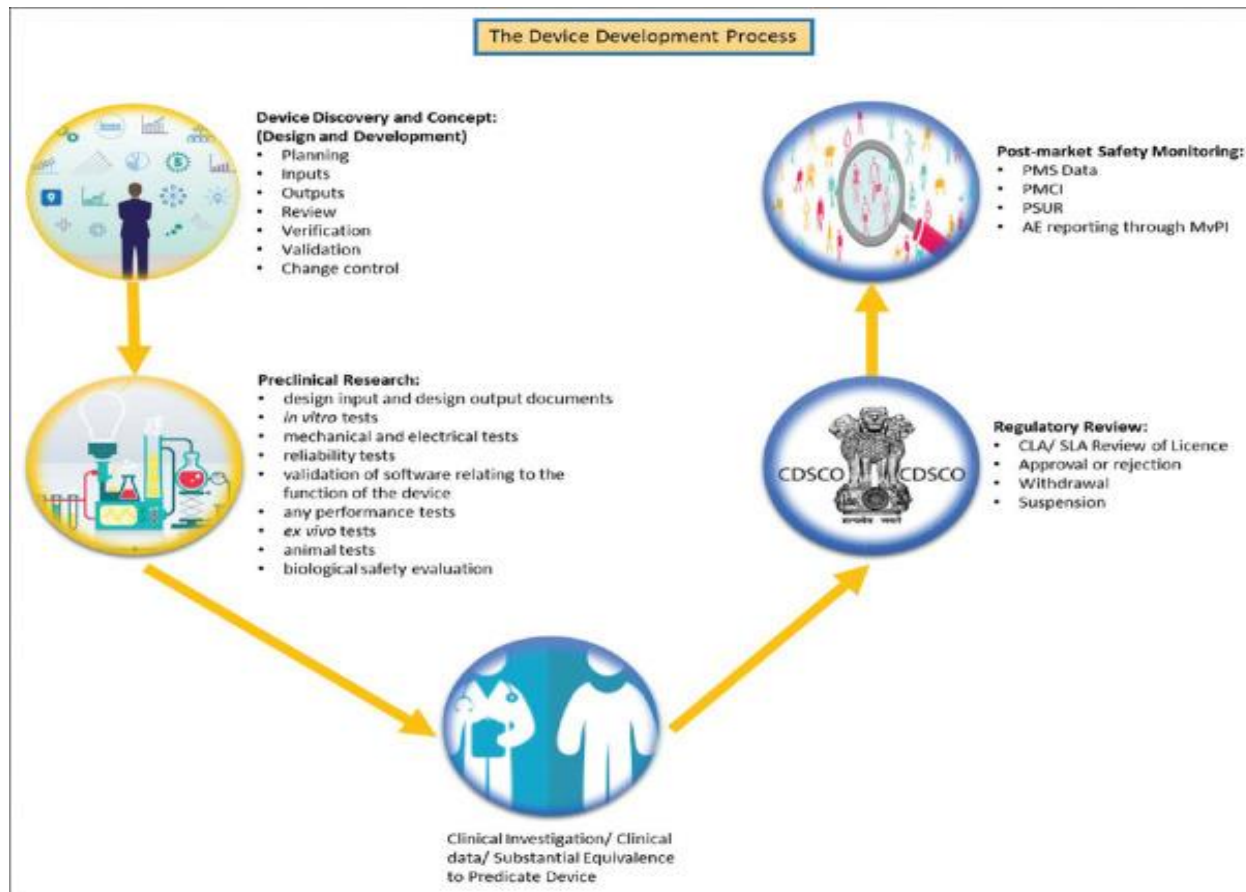 The Device Development Process
Device Discovery and Concept:
(Design and Development)
• Planning
• Inputs
• Outputs
• Review
• Verification
• Validation
• Change control
Preclinical Research:
• design input and design output documents
• in vitro tests
• mechanical and electrical tests
• reliability tests
• validation of software relating to the
function of the device
• any performance tests
• ex vivo tests
• animal tests
• biological safety evaluation
Clinical Investigation/ Clinical
data/ Substantial Equivalence
to Predicate Device
CDSCO CDSCO
सत्यमेव जयते
Regulatory Review:
• CLA/ SLA Review of Licence
• Approval or rejection
• Withdrawal
• Suspension
Post-market Safety Monitoring:
• PMS Data
• PMCI
• PSUR
• AE reporting through MvPI